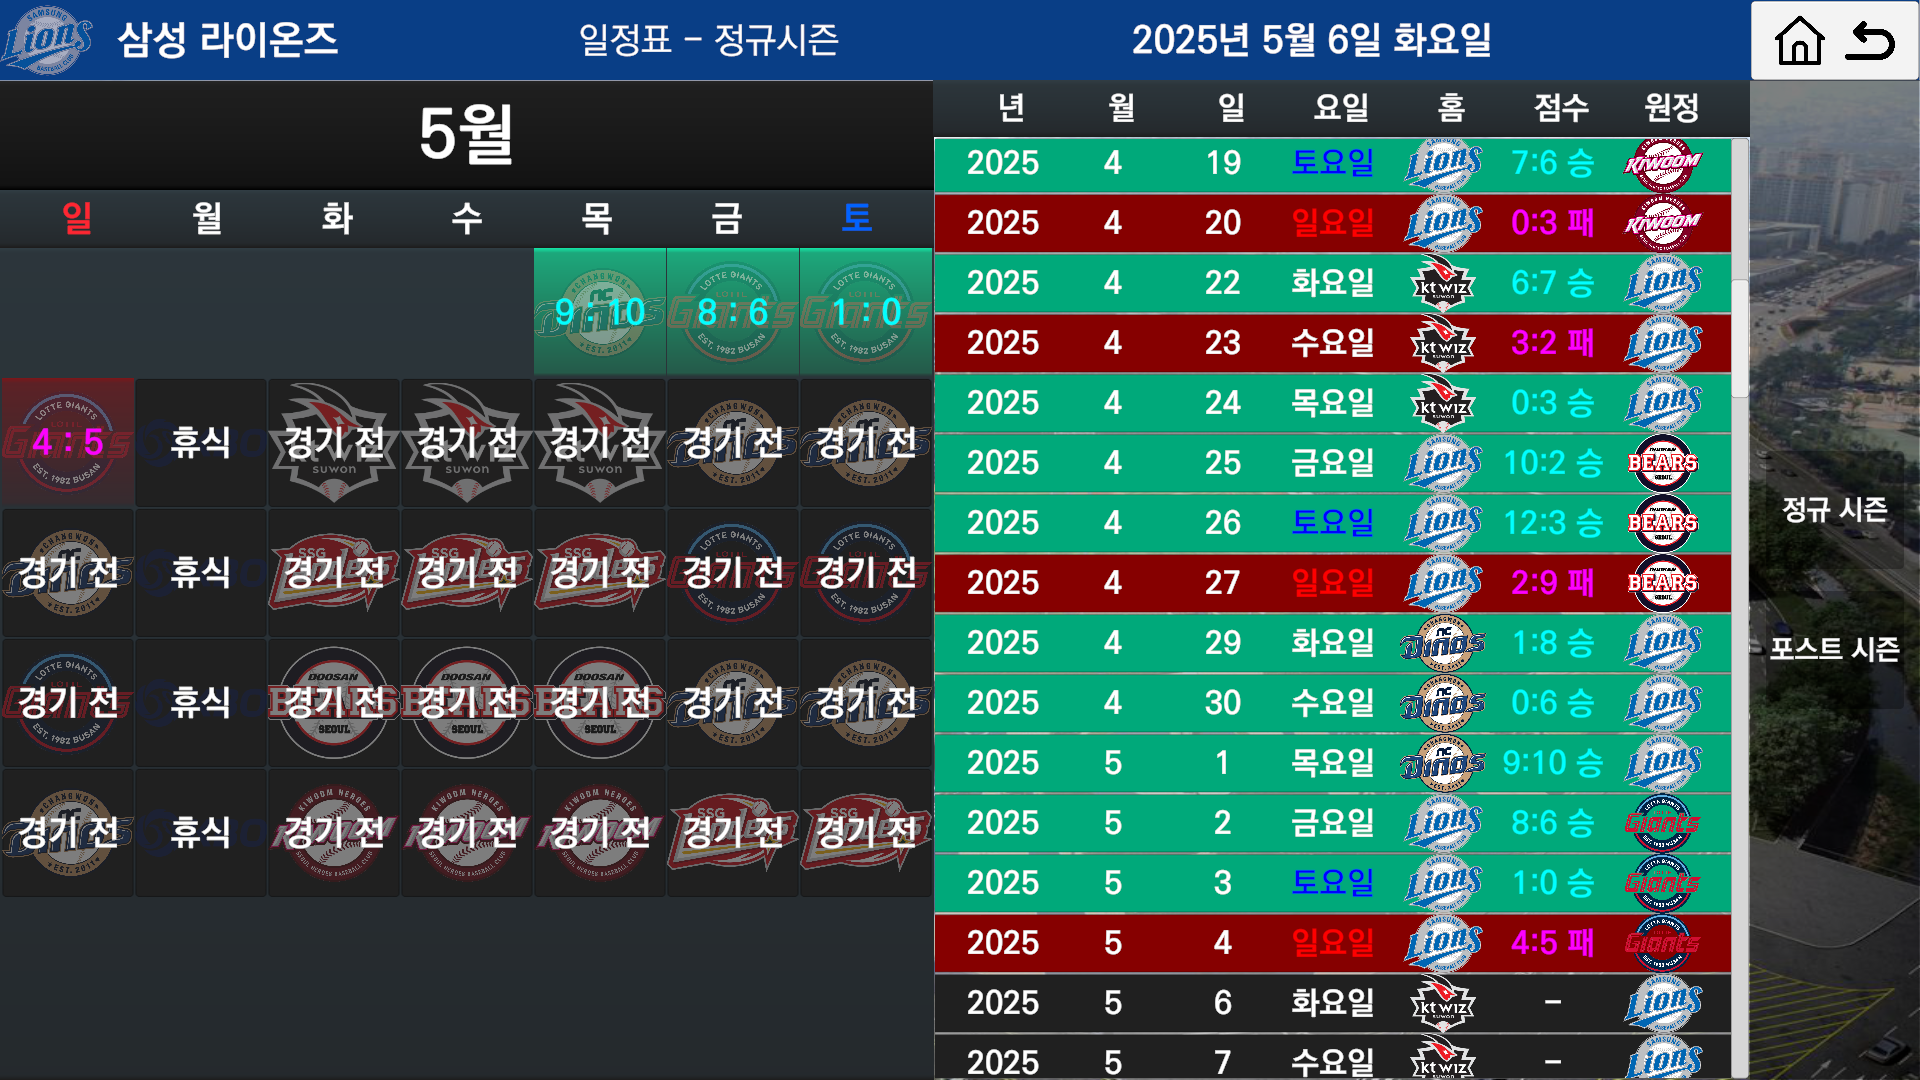 삼성 라이온즈
일정표 - 정규시즌
2025년 5월 6일 화요일
5월
일 월 화 수 목 금 토
9 : 10 8 : 6 1 : 0
4 : 5 휴식 경기 전 경기 전 경기 전 경기 전 경기 전
경기 전 휴식 경기 전 경기 전 경기 전 경기 전 경기 전
경기 전 휴식 경기 전 경기 전 경기 전 경기 전 경기 전
경기 전 휴식 경기 전 경기 전 경기 전 경기 전 경기 전
년 월 일 요일 홈 점수 원정
2025 4 19 토요일 Lions 7:6 승 KIWOOM
2025 4 20 일요일 Lions 0:3 패 KIWOOM
2025 4 22 화요일 kt wiz 6:7 승 Lions
2025 4 23 수요일 kt wiz 3:2 패 Lions
2025 4 24 목요일 kt wiz 0:3 승 Lions
2025 4 25 금요일 Lions 10:2 승 BEARS
2025 4 26 토요일 Lions 12:3 승 BEARS
2025 4 27 일요일 Lions 2:9 패 BEARS
2025 4 29 화요일 NC DINOS 1:8 승 Lions
2025 4 30 수요일 NC DINOS 0:6 승 Lions
2025 5 1 목요일 NC DINOS 9:10 승 Lions
2025 5 2 금요일 Lions 8:6 승 Giants
2025 5 3 토요일 Lions 1:0 승 Giants
2025 5 4 일요일 Lions 4:5 패 Giants
2025 5 6 화요일 kt wiz - Lions
2025 5 7 수요일 kt wiz - Lions
정규 시즌
포스트 시즌